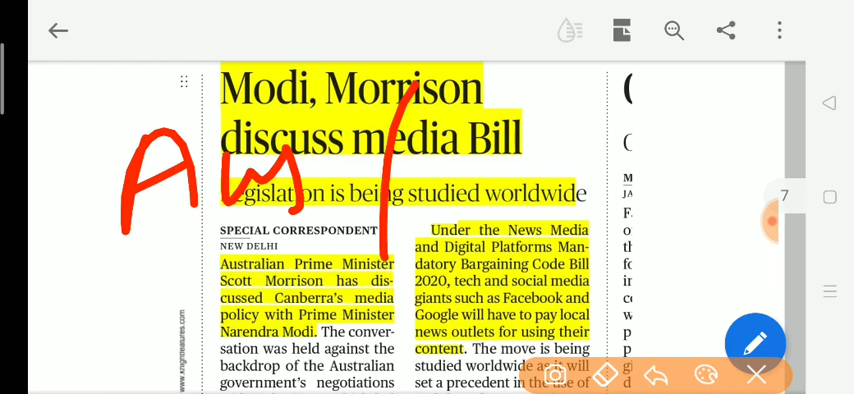 Modi, Morrison
discuss media Bill
Legislation is being studied worldwide
SPECIAL CORRESPONDENT
NEW DELHI
Australian Prime Minister
Scott Morrison has dis-
cussed Canberra's media
policy with Prime Minister
Narendra Modi. The conver-
sation was held against the
backdrop of the Australian
government's negotiations
Under the News Media
and Digital Platforms Man-
datory Bargaining Code Bill
2020, tech and social media
giants such as Facebook and
Google will have to pay local
news outlets for using their
content. The move is being
studied worldwide as it will
set a precedent in the use of
7
Aus